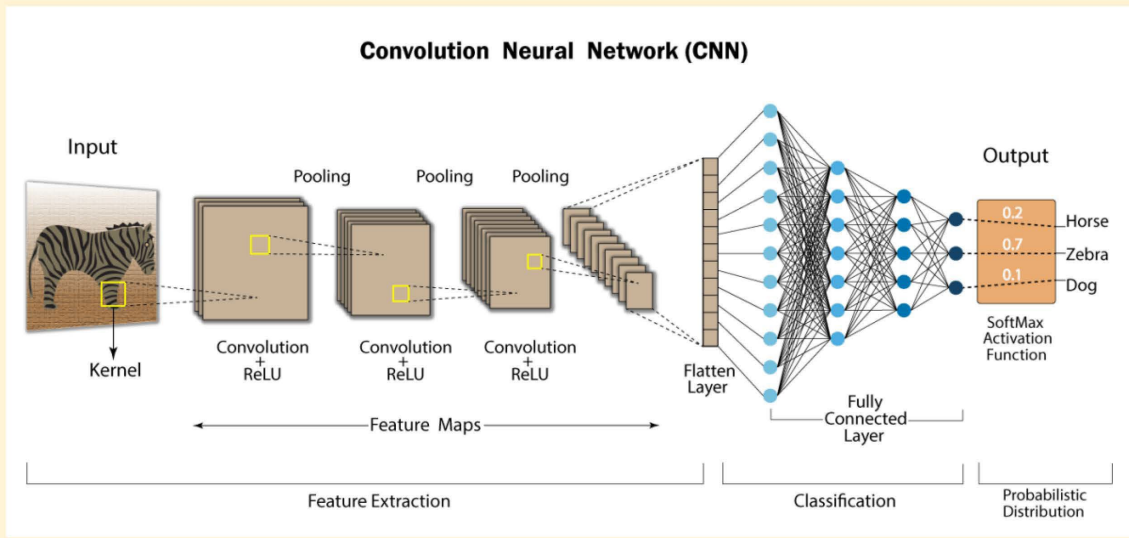 Convolution Neural Network (CNN)
Input
Kernel
Pooling
Pooling
Pooling
Convolution
+
ReLU
Convolution
+
ReLU
Convolution
+
ReLU
Feature Maps
Flatten
Layer
Fully
Connected
Layer
Output
0.2
Horse
0.7
Zebra
0.1
Dog
SoftMax
Activation
Function
Feature Extraction
Classification
Probabilistic
Distribution